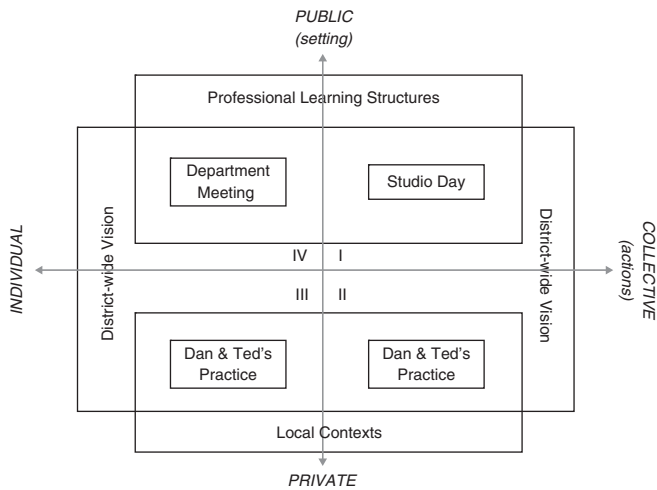 PUBLIC
(setting)
Professional Learning Structures
Department
Meeting
Studio Day
INDIVIDUAL
District-wide Vision
IV
I
III
II
District-wide Vision
COLLECTIVE
(actions)
Dan & Ted's
Practice
Dan & Ted's
Practice
Local Contexts
PRIVATE